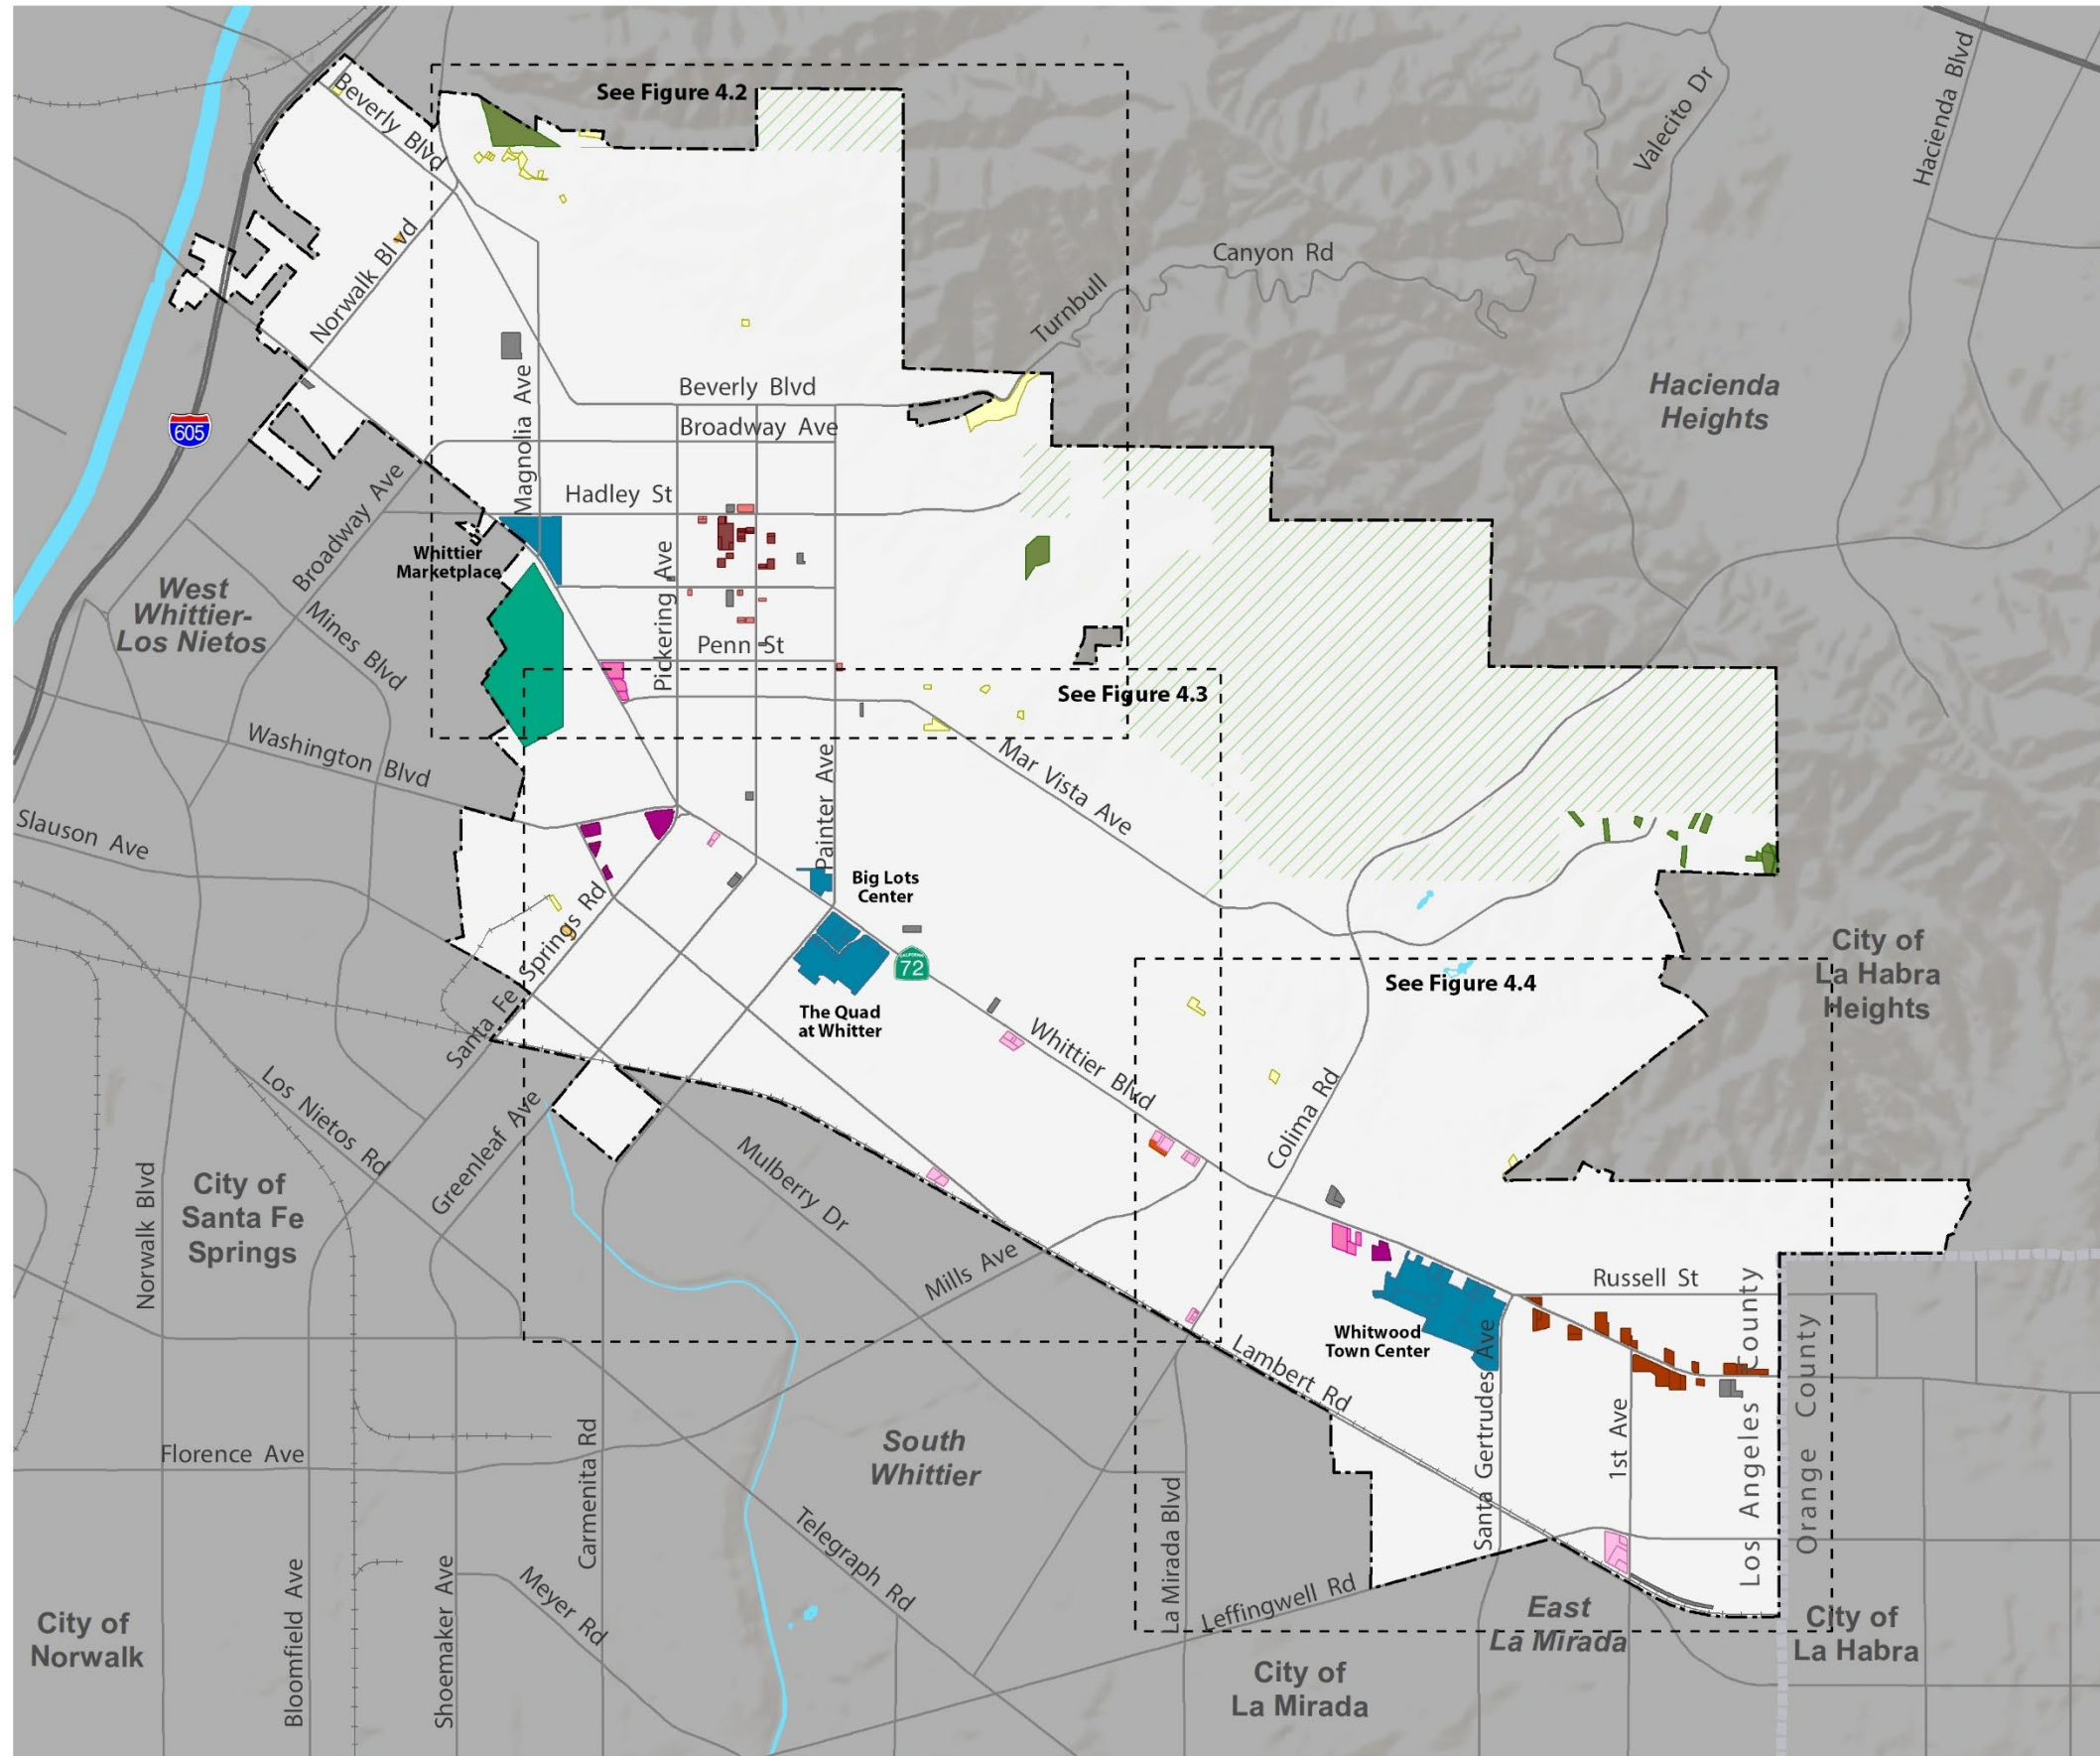 See Figure 4.2
Beverly Blvd
Valecito Dr
Hacienda Blvd
Norwalk Blvd
Canyon Rd
Turnbull
Hacienda
Heights
605
Magnolia Ave
Beverly Blvd
Broadway Ave
Hadley St
Broadway Ave
Whittier
Marketplace
Pickering Ave
West
Whittier-
Los Nietos
Mines Blvd
Penn St
See Figure 4.3
Washington Blvd
Mar Vista Ave
Painter Ave
Slauson Ave
Big Lots
Center
Santa Fe Springs Rd
CALIFORNIA
72
The Quad
at Whitter
City of
La Habra
Heights
See Figure 4.4
Whittier Blvd
Colima Rd
Los Nietos Rd
Greenleaf Ave
Mulberry Dr
Norwalk Blvd
City of
Santa Fe
Springs
Mills Ave
Russell St
Whitwood
Town Center
Lambert Rd
Santa Gertrudes Ave
1st Ave
Los Angeles County
Orange County
South
Whittier
Florence Ave
Carmenita Rd
La Mirada Blvd
Telegraph Rd
Bloomfield Ave
Shoemaker Ave
Meyer Rd
Leffingwell Rd
East
La Mirada
City of
Norwalk
City of
La Mirada
City of
La Habra